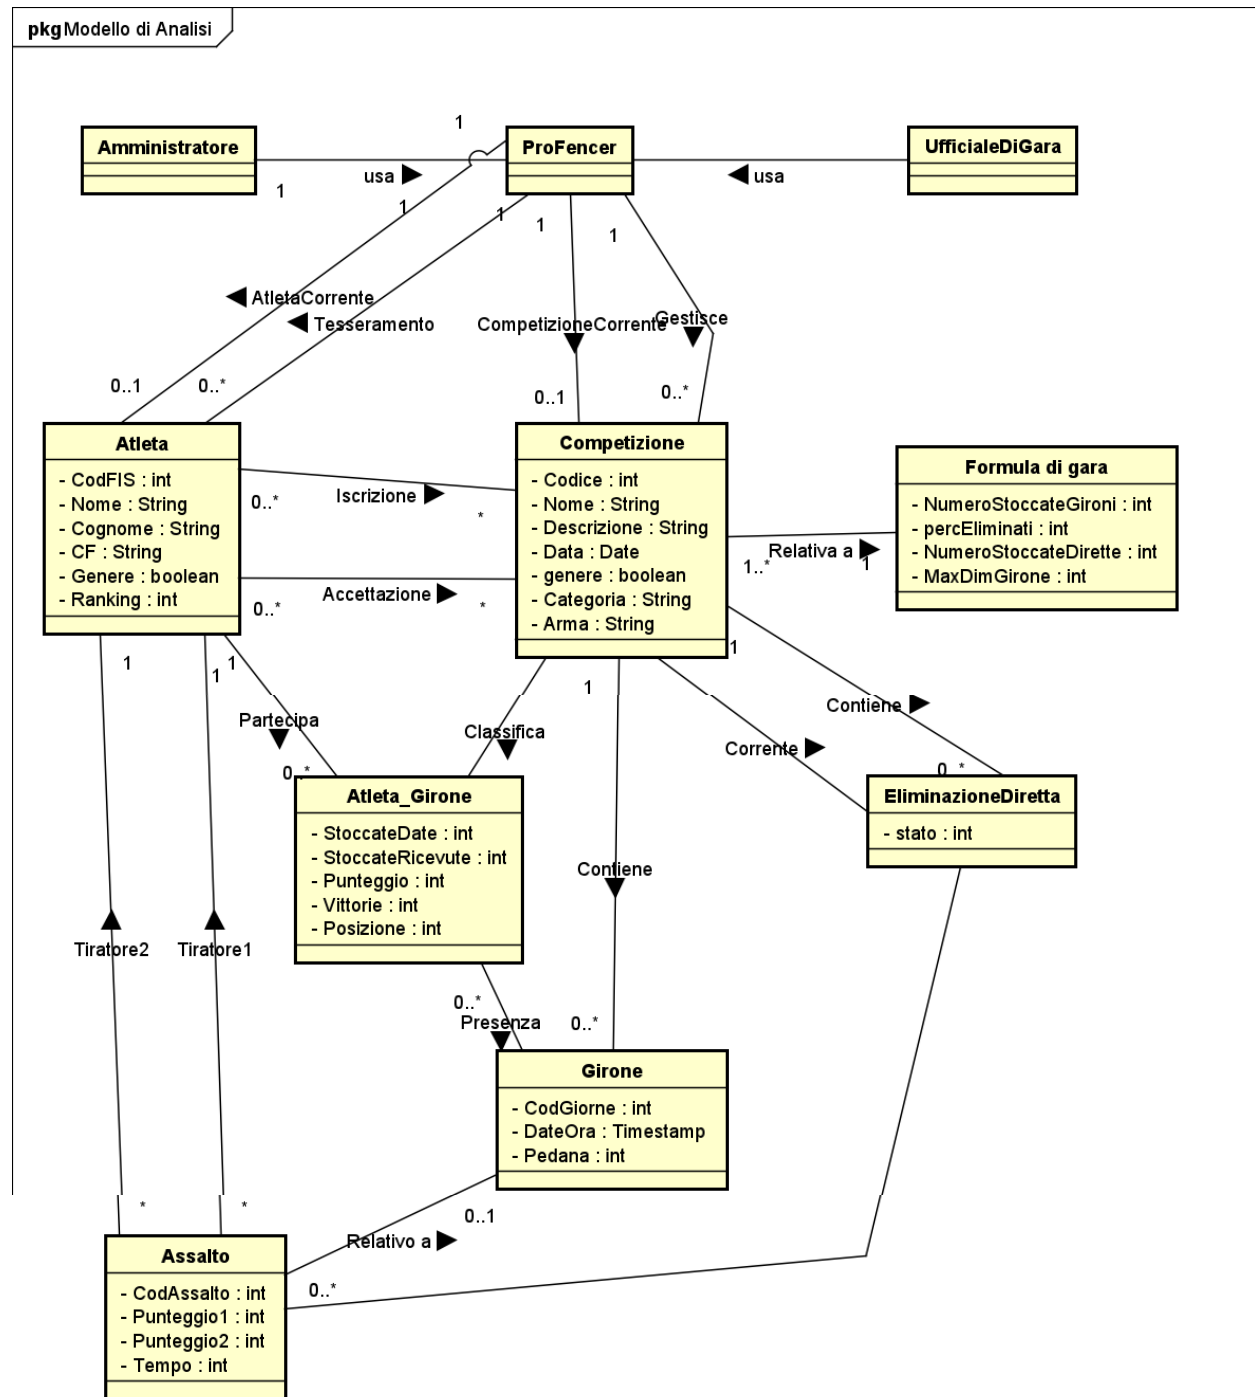 pkg Modello di Analisi
Amministratore
ProFencer
UfficialeDiGara
1
usa
usa
1
1
1
1
1
AtletaCorrente
Tesseramento
CompetizioneCorrente
Gestisce
0..1
0..*
0..1
0..*
Atleta
- CodFIS : int
- Nome : String
- Cognome : String
- CF : String
- Genere : boolean
- Ranking : int
Competizione
- Codice : int
- Nome : String
- Descrizione : String
- Data : Date
- genere : boolean
- Categoria : String
- Arma : String
Formula di gara
- NumeroStoccateGironi : int
- percEliminati : int
- NumeroStoccateDirette : int
- MaxDimGirone : int
0..*
Iscrizione
*
0..*
Accettazione
*
1..*
Relativa a
1
1
1
1
1
1
Partecipa
Classifica
Corrente
Contiene
0..*
0..*
Atleta_Girone
- StoccateDate : int
- StoccateRicevute : int
- Punteggio : int
- Vittorie : int
- Posizione : int
EliminazioneDiretta
- stato : int
Contiene
Tiratore2
Tiratore1
0..*
Presenza
0..*
Girone
- CodGiorne : int
- DateOra : Timestamp
- Pedana : int
*
*
0..1
Relativo a
0..*
Assalto
- CodAssalto : int
- Punteggio1 : int
- Punteggio2 : int
- Tempo : int